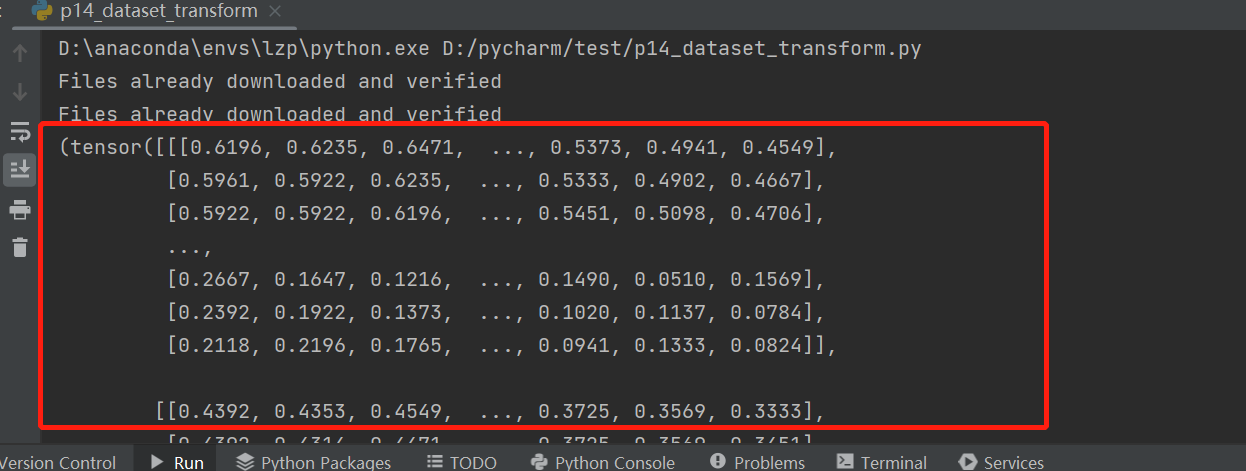 p14_dataset_transform
D:\anaconda\envs\lzp\python.exe D:/pycharm/test/p14_dataset_transform.py
Files already downloaded and verified
Files already downloaded and verified
(tensor([[[0.6196, 0.6235, 0.6471,  ..., 0.5373, 0.4941, 0.4549],
[0.5961, 0.5922, 0.6235,  ..., 0.5333, 0.4902, 0.4667],
[0.5922, 0.5922, 0.6196,  ..., 0.5451, 0.5098, 0.4706],
...,
[0.2667, 0.1647, 0.1216,  ..., 0.1490, 0.0510, 0.1569],
[0.2392, 0.1922, 0.1373,  ..., 0.1020, 0.1137, 0.0784],
[0.2118, 0.2196, 0.1765,  ..., 0.0941, 0.1333, 0.0824]],
[[0.4392, 0.4353, 0.4549,  ..., 0.3725, 0.3569, 0.3333],
Version Control Run Python Packages TODO Python Console Problems Terminal Services